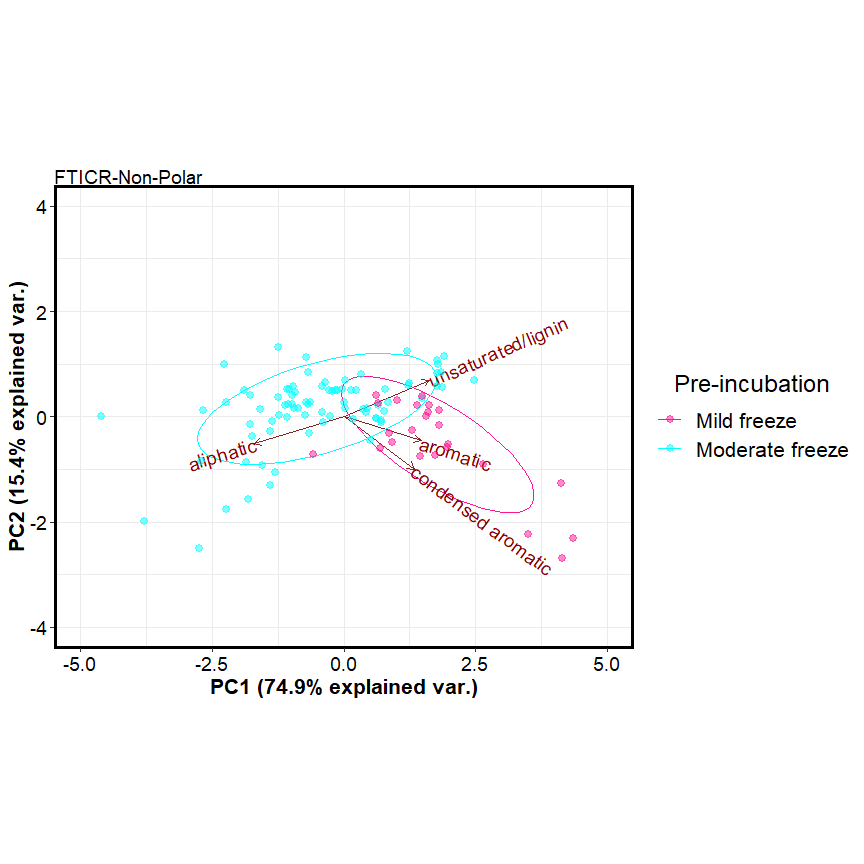 FTICR-Non-Polar
4
2
0
-2
-4
PC2 (15.4% explained var.)
unsaturated/lignin
aliphatic
aromatic
condensed aromatic
-5.0
-2.5
0.0
2.5
5.0
PC1 (74.9% explained var.)
Pre-incubation
Mild freeze
Moderate freeze